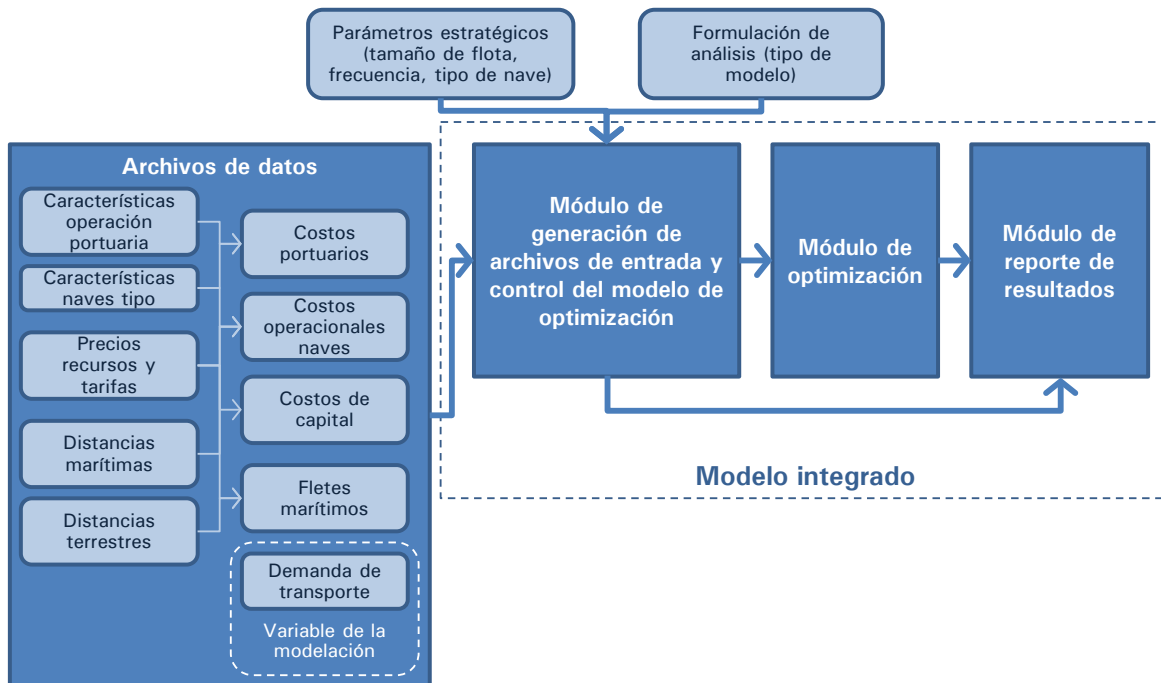 Parámetros estratégicos
(tamaño de flota,
frecuencia, tipo de nave)
Formulación de
análisis (tipo de
modelo)
Archivos de datos
Características
operación
portuaria
Características
naves tipo
Precios
recursos y
tarifas
Distancias
marítimas
Distancias
terrestres
Costos
portuarios
Costos
operacionales
naves
Costos de
capital
Fletes
marítimos
Demanda de
transporte
Variable de la
modelación
Módulo de
generación de
archivos de entrada y
control del modelo de
optimización
Módulo de
optimización
Módulo de
reporte de
resultados
Modelo integrado